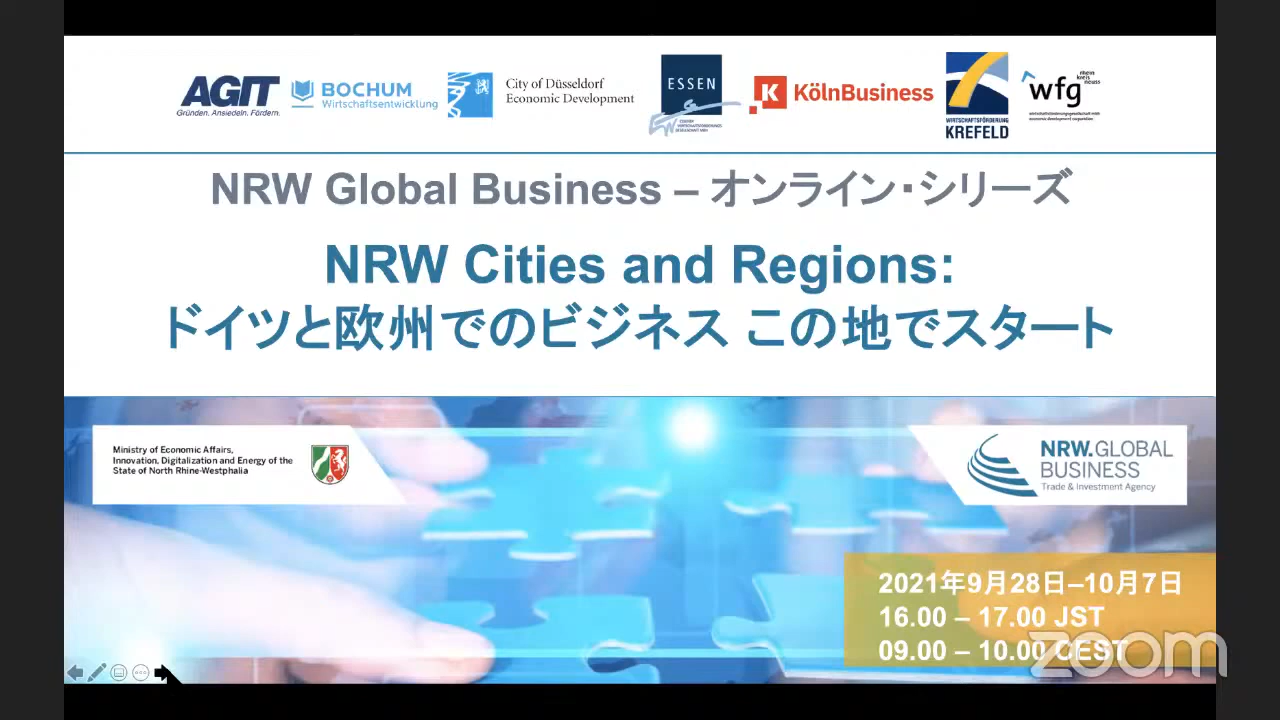 AGIT
Gründen. Ansiedeln. Fördern.
BOCHUM
Wirtschaftsentwicklung
City of Düsseldorf
Economic Development
ESSEN
K KölnBusiness
WIRTSCHAFTSFÖRDERUNG
KREFELD
wfg
rhein
kreis
neuss
NRW Global Business – オンライン・シリーズ
NRW Cities and Regions:
ドイツと欧州でのビジネス この地でスタート
Ministry of Economic Affairs,
Innovation, Digitalization and Energy of the
State of North Rhine-Westphalia
NRW.GLOBAL
BUSINESS
Trade & Investment Agency
2021年9月28日–10月7日
16.00 – 17.00 JST
09.00 – 10.00 CEST
zoom